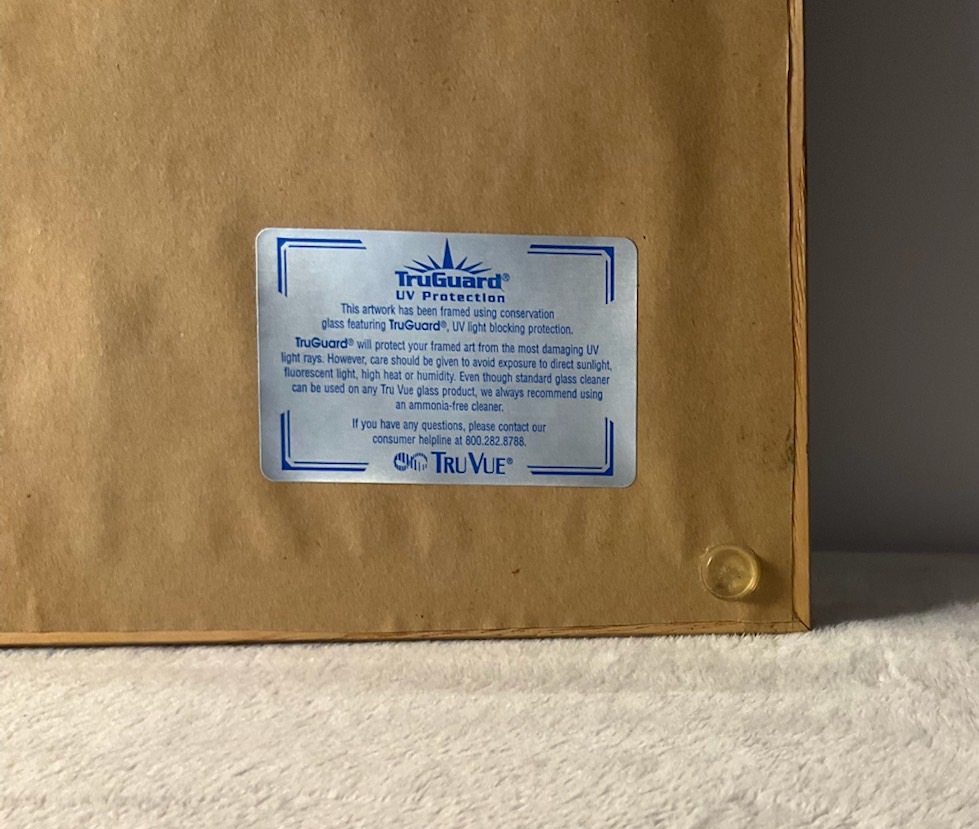 TruGuard®
UV Protection
This artwork has been framed using conservation
glass featuring TruGuard®, UV light blocking protection.
TruGuard® will protect your framed art from the most damaging UV
light rays. However, care should be given to avoid exposure to direct sunlight,
fluorescent light, high heat or humidity. Even though standard glass cleaner
can be used on any Tru Vue glass product, we always recommend using
an ammonia-free cleaner.
If you have any questions, please contact our
consumer helpline at 800.282.8788.
TRU VUE®